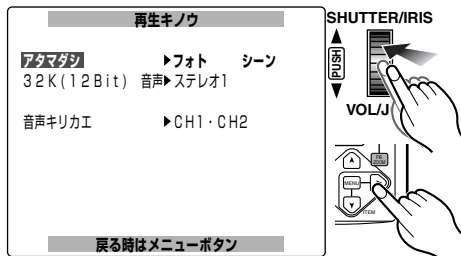 再生キノウ
アタマダシ ▶フォト シーン
32K(12Bit) 音声▶ステレオ1
音声キリカエ ▶CH1・CH2
戻る時はメニューボタン
SHUTTER/IRIS
PUSH
VOL/J
P.B.
ZOOM
MENU
ITEM